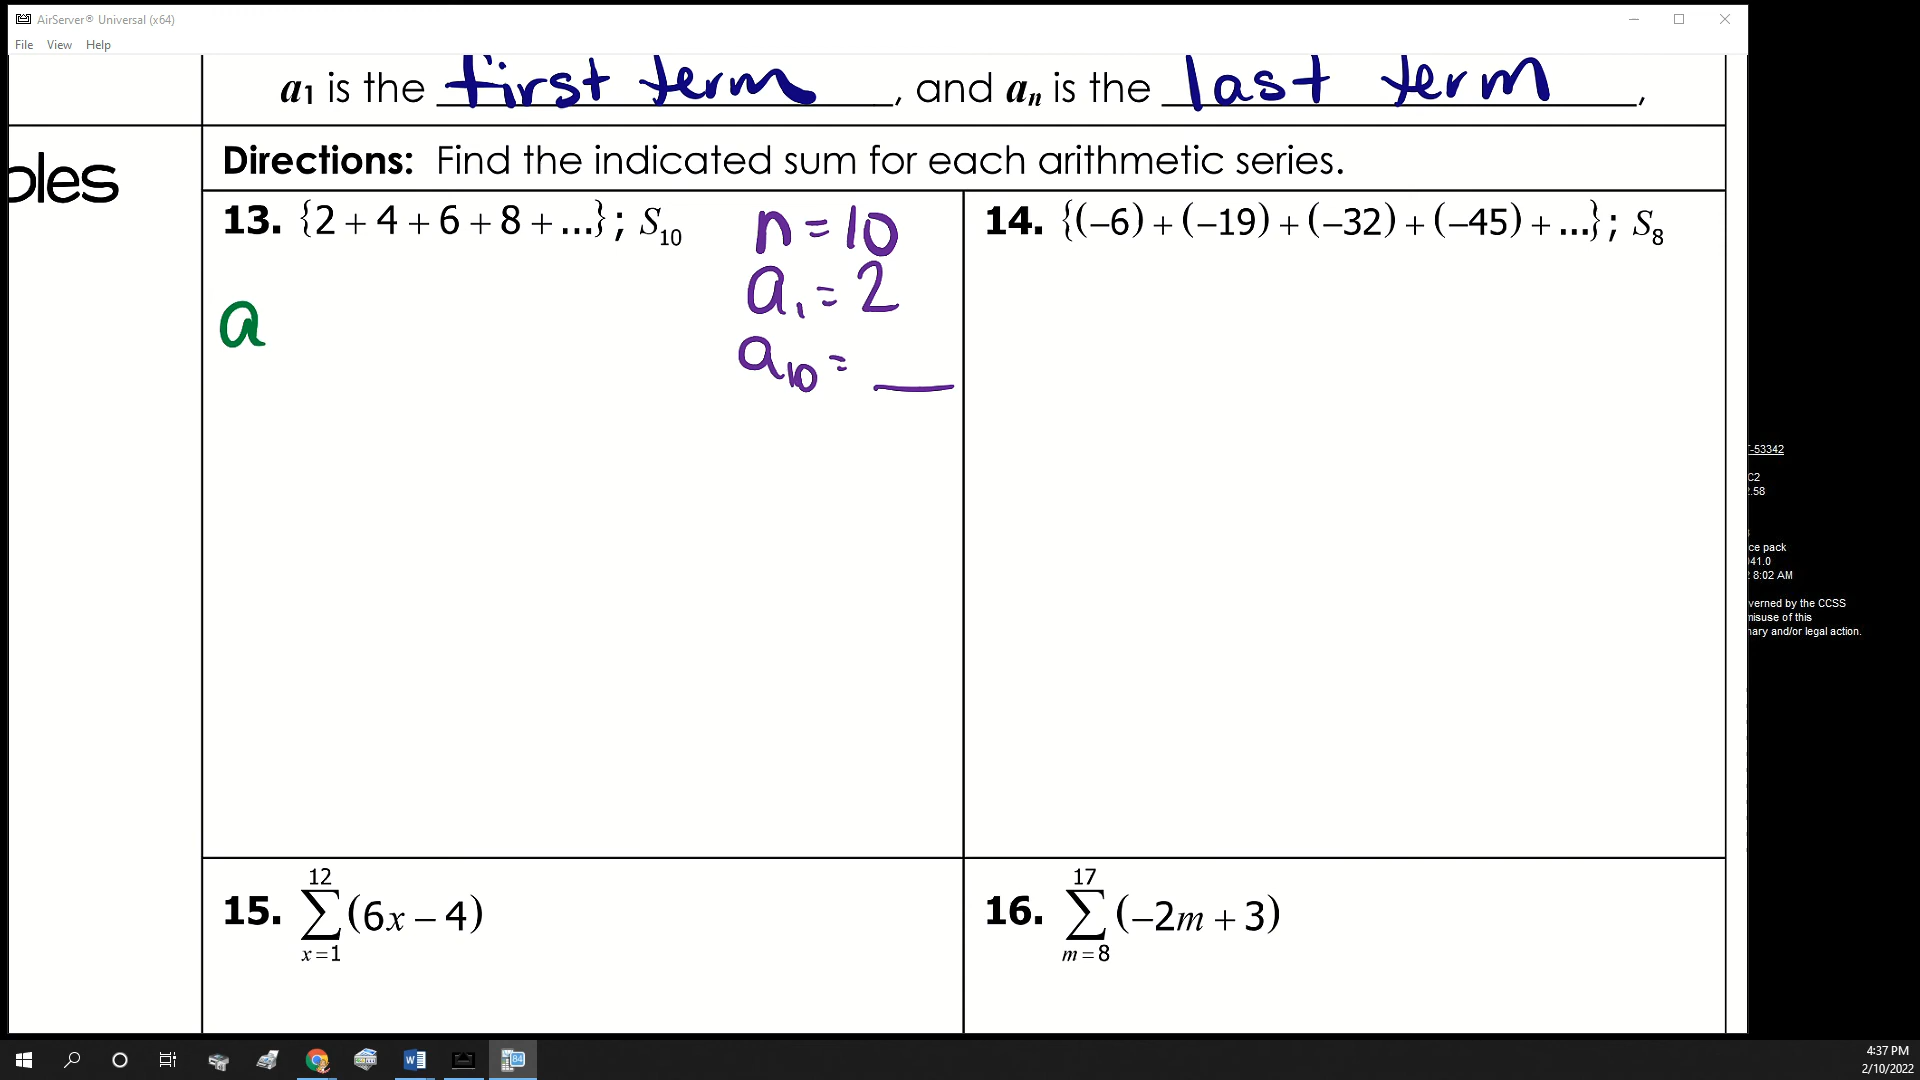 AirServer® Universal (x64)
File View Help
a1 is the first term, and an is the last term,
ples
Directions: Find the indicated sum for each arithmetic series.
13. {2 + 4 + 6 + 8 + ...} ; S10
n = 10
a1 = 2
a10 = ___
a
14. {(−6) + (−19) + (−32) + (−45) + ...} ; S8
15. 12 ∑ x=1 (6x − 4)
16. 17 ∑ m=8 (−2m + 3)
-53342
C2
.58
ce pack
041.0
8:02 AM
verned by the CCSS
misuse of this
nary and/or legal action.
84
4:37 PM
2/10/2022